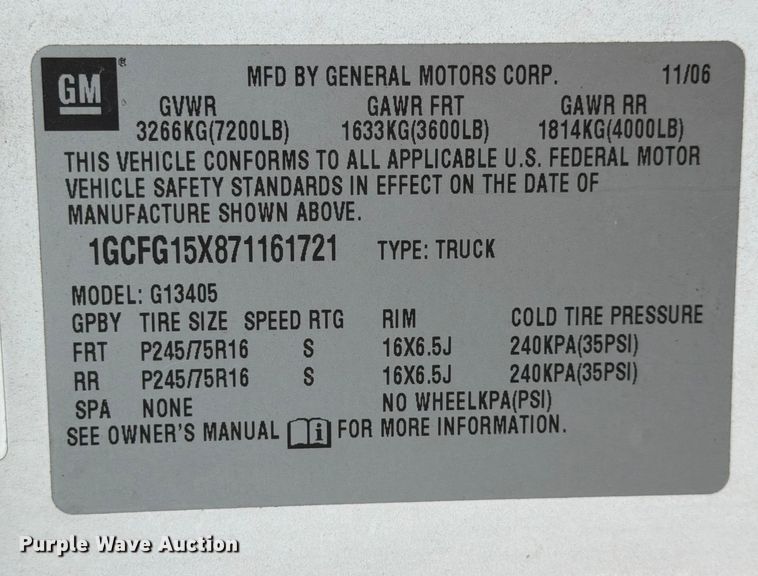 GM ® MFD BY GENERAL MOTORS CORP. 11/06
GVWR GAWR FRT GAWR RR
3266KG(7200LB) 1633KG(3600LB) 1814KG(4000LB)
THIS VEHICLE CONFORMS TO ALL APPLICABLE U.S. FEDERAL MOTOR
VEHICLE SAFETY STANDARDS IN EFFECT ON THE DATE OF
MANUFACTURE SHOWN ABOVE.
1GCFG15X871161721 TYPE: TRUCK
MODEL: G13405
GPBY TIRE SIZE SPEED RTG RIM COLD TIRE PRESSURE
FRT P245/75R16 S 16X6.5J 240KPA(35PSI)
RR P245/75R16 S 16X6.5J 240KPA(35PSI)
SPA NONE NO WHEELKPA(PSI)
SEE OWNER'S MANUAL i FOR MORE INFORMATION.
Purple Wave Auction